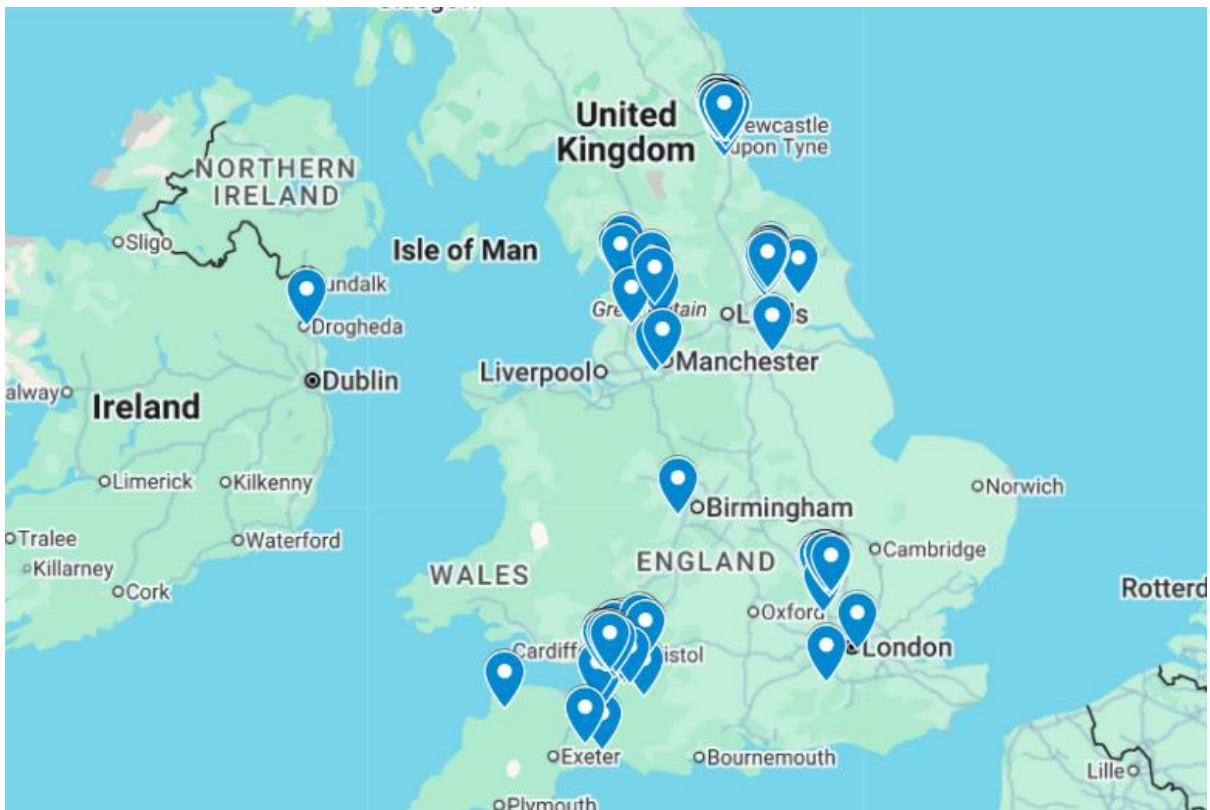 Glasgow
United
Kingdom
ewcastle
upon Tyne
NORTHERN
IRELAND
Sligo
Isle of Man
undalk
Drogheda
Manchester
Liverpool
Dublin
alway
Ireland
Limerick
Kilkenny
Norwich
Birmingham
Tralee
Waterford
Killarney
Cork
WALES
ENGLAND
Cambridge
Oxford
Rotterd
Cardiff
istol
London
Exeter
Bournemouth
Lille
Plymouth